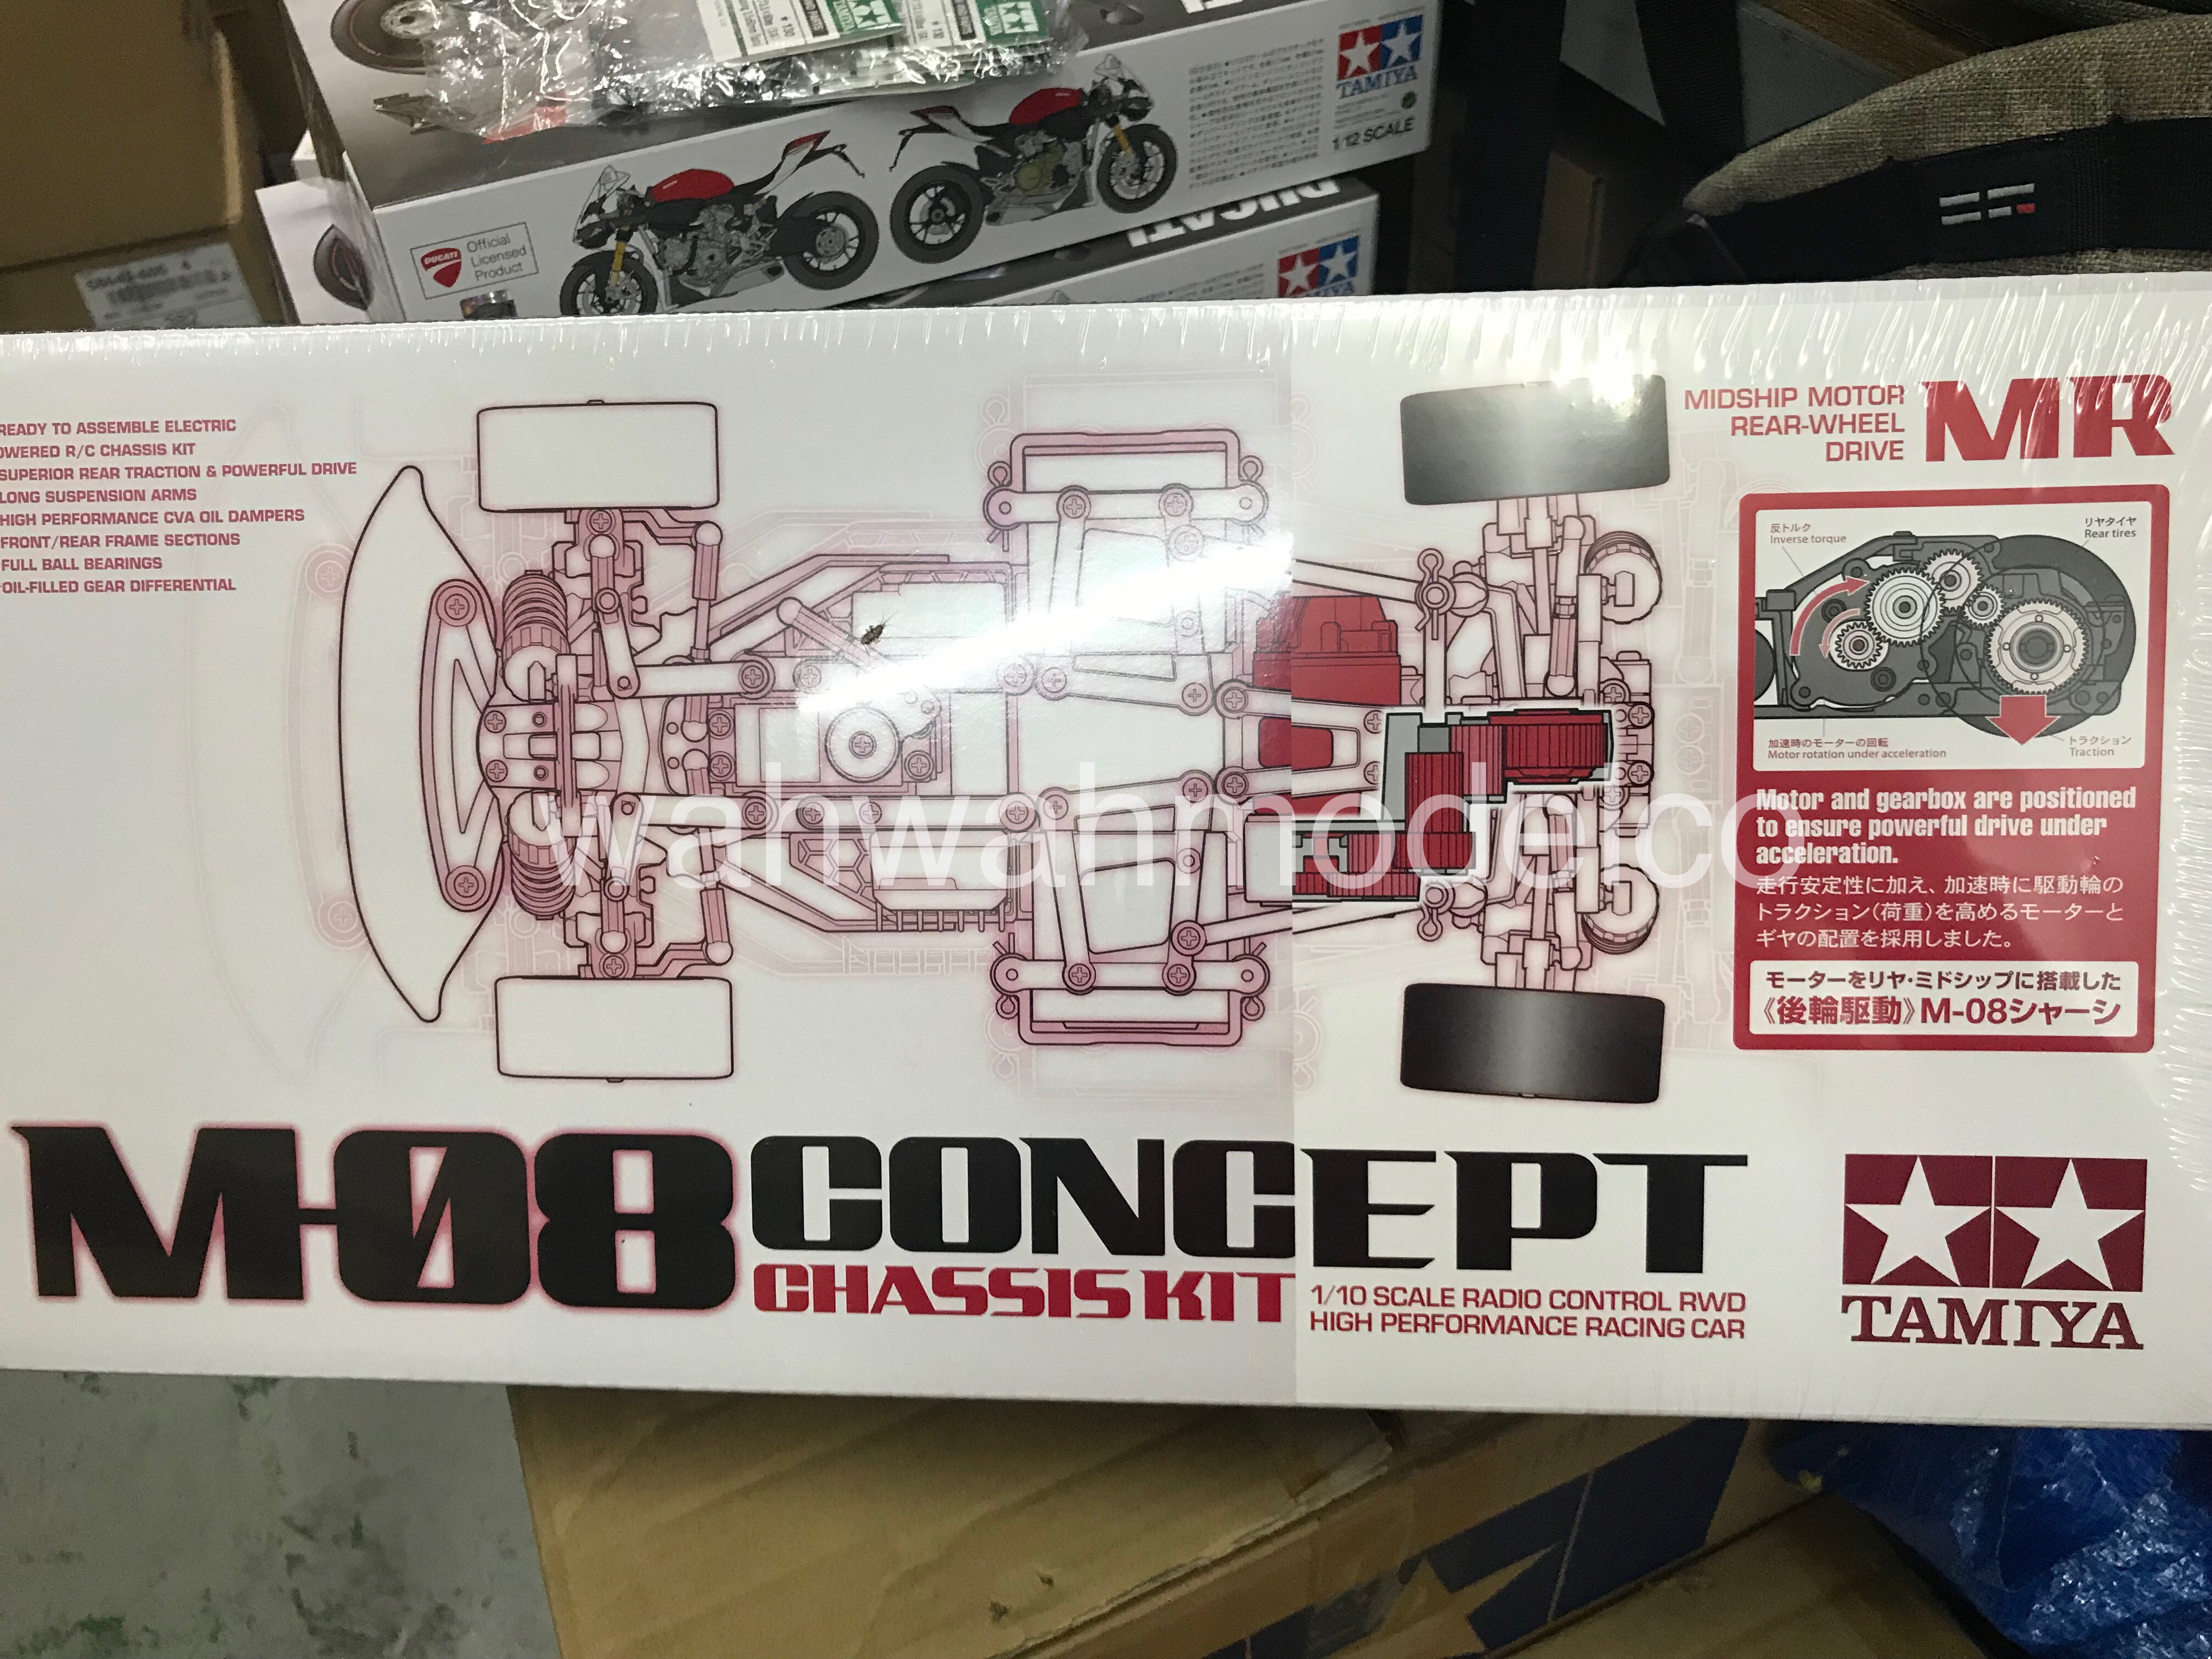 TAMIYA
1/12 SCALE
DUCATI
Official
Licensed
Product
READY TO ASSEMBLE ELECTRIC
OWERED R/C CHASSIS KIT
SUPERIOR REAR TRACTION & POWERFUL DRIVE
LONG SUSPENSION ARMS
HIGH PERFORMANCE CVA OIL DAMPERS
FRONT/REAR FRAME SECTIONS
FULL BALL BEARINGS
OIL-FILLED GEAR DIFFERENTIAL
MIDSHIP MOTOR
REAR-WHEEL
DRIVE
MR
反トルク
Inverse torque
リヤタイヤ
Rear tires
加速時のモーターの回転
Motor rotation under acceleration
トラクション
Traction
Motor and gearbox are positioned
to ensure powerful drive under
acceleration.
走行安定性に加え、加速時に駆動輪の
トラクション(荷重)を高めるモーターと
ギヤの配置を採用しました。
モーターをリヤ・ミドシップに搭載した
《後輪駆動》M-08シャーシ
wahwahmodelco
M-08 CONCEPT
CHASSIS KIT
1/10 SCALE RADIO CONTROL RWD
HIGH PERFORMANCE RACING CAR
TAMIYA